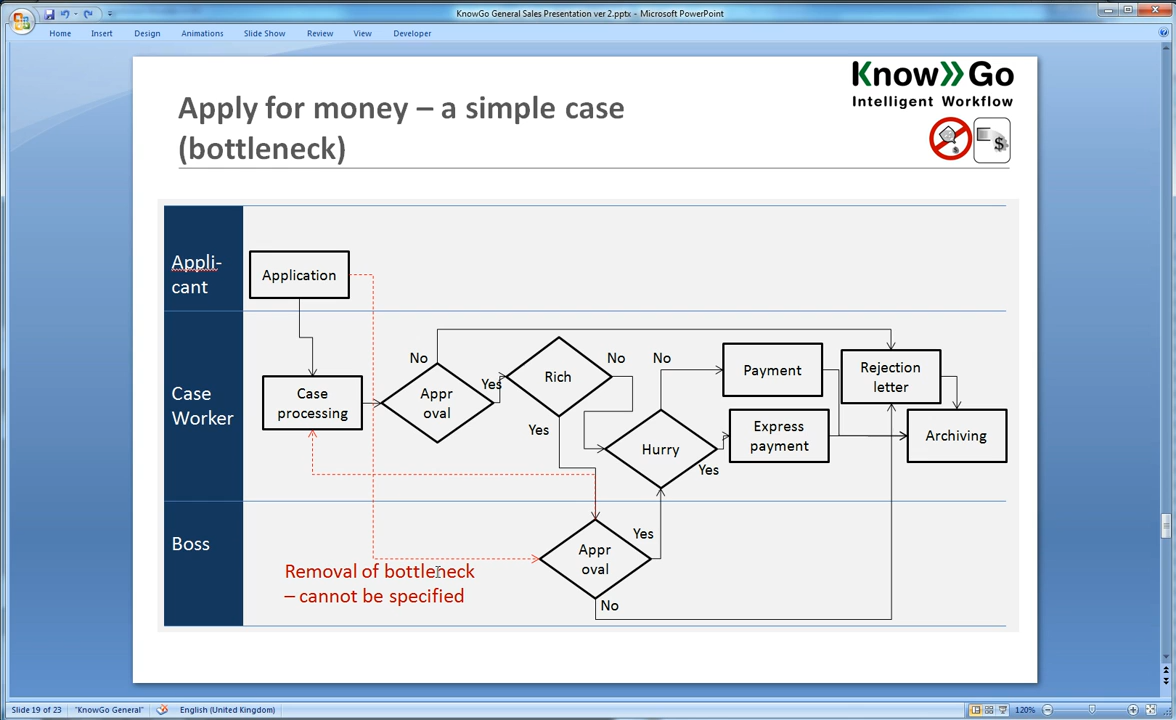 KnowGo General Sales Presentation ver 2.pptx - Microsoft PowerPoint
Home Insert Design Animations Slide Show Review View Developer
Know»Go
Intelligent Workflow
Apply for money – a simple case
(bottleneck)
$
$
Appli-
cant
Application
Case
Worker
Case
processing
No
Appr
oval
Yes
Rich
No
Yes
No
Hurry
Yes
Payment
Express
payment
Rejection
letter
Archiving
Boss
Appr
oval
Yes
No
Removal of bottleneck
– cannot be specified
Slide 19 of 23 "KnowGo General" English (United Kingdom) 120%